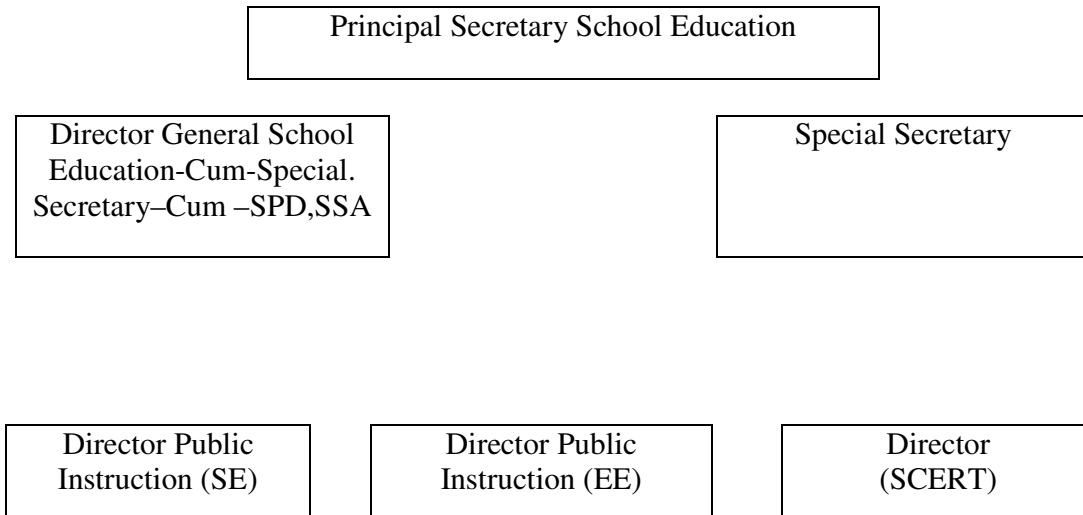 Principal Secretary School Education
Director General School
Education-Cum-Special.
Secretary–Cum –SPD,SSA
Special Secretary
Director Public
Instruction (SE)
Director Public
Instruction (EE)
Director
(SCERT)